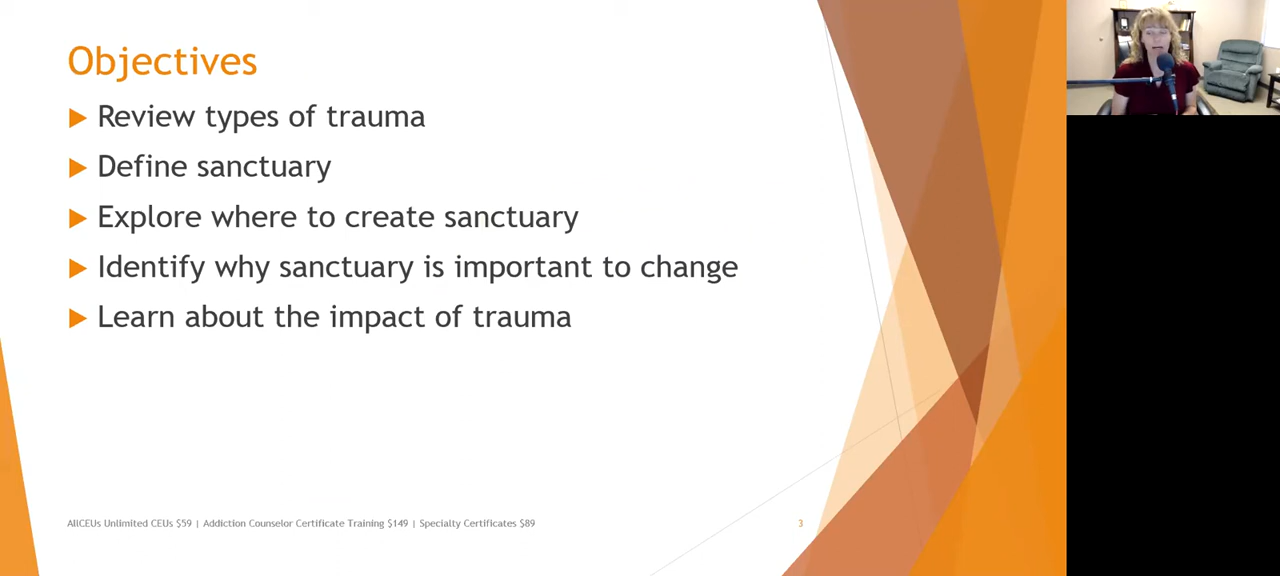 Objectives
Review types of trauma
Define sanctuary
Explore where to create sanctuary
Identify why sanctuary is important to change
Learn about the impact of trauma
AllCEUs Unlimited CEUs $59 | Addiction Counselor Certificate Training $149 | Specialty Certificates $89
3